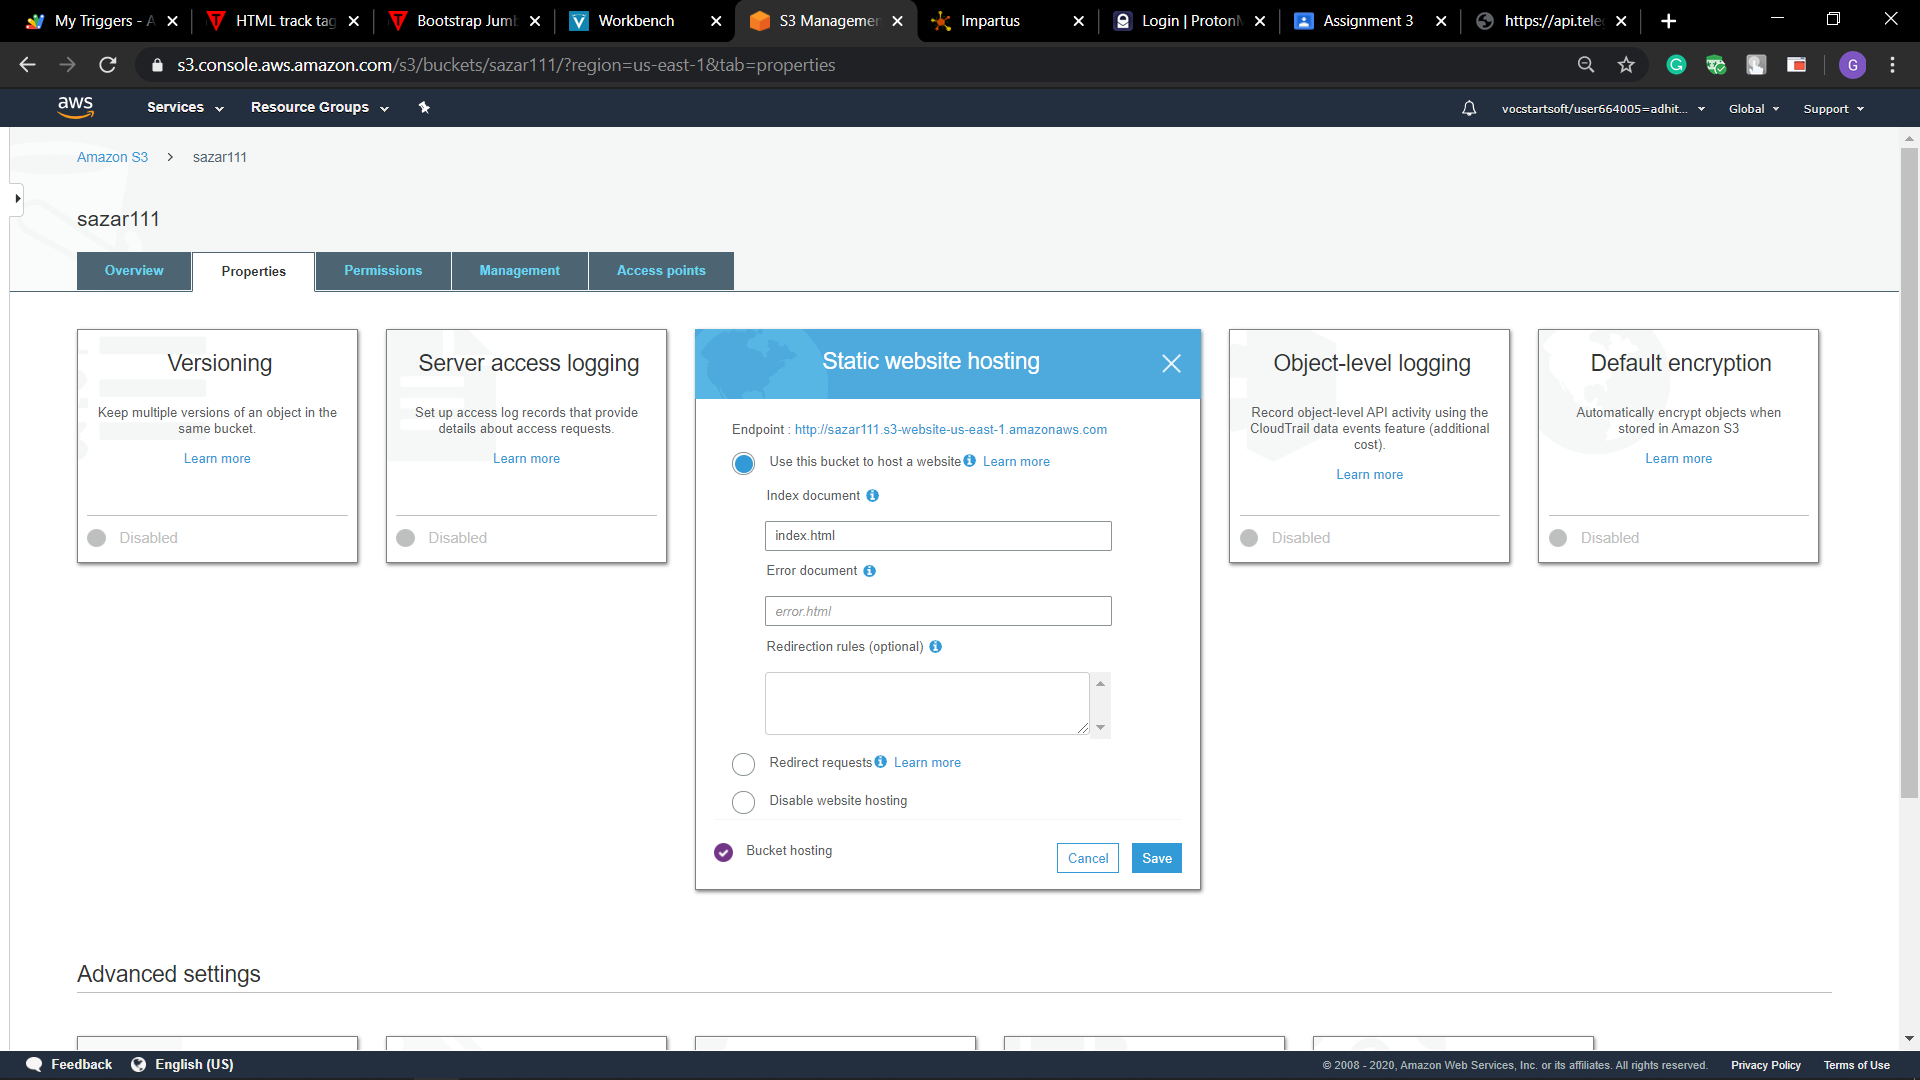 My Triggers - A
HTML track tag
Bootstrap Jumb
Workbench
S3 Managemen
Impartus
Login | ProtonM
Assignment 3
https://api.teleg
s3.console.aws.amazon.com/s3/buckets/sazar111/?region=us-east-1&tab=properties
G
aws
Services
Resource Groups
vocstartsoft/user664005=adhit...
Global
Support
Amazon S3 > sazar111
sazar111
Overview
Properties
Permissions
Management
Access points
Versioning
Keep multiple versions of an object in the
same bucket.
Learn more
Disabled
Server access logging
Set up access log records that provide
details about access requests.
Learn more
Disabled
Static website hosting
Endpoint : http://sazar111.s3-website-us-east-1.amazonaws.com
Use this bucket to host a website Learn more
Index document
index.html
Error document
error.html
Redirection rules (optional)
Redirect requests Learn more
Disable website hosting
Bucket hosting
Cancel
Save
Object-level logging
Record object-level API activity using the
CloudTrail data events feature (additional
cost).
Learn more
Disabled
Default encryption
Automatically encrypt objects when
stored in Amazon S3
Learn more
Disabled
Advanced settings
Feedback
English (US)
© 2008 - 2020, Amazon Web Services, Inc. or its affiliates. All rights reserved.
Privacy Policy
Terms of Use